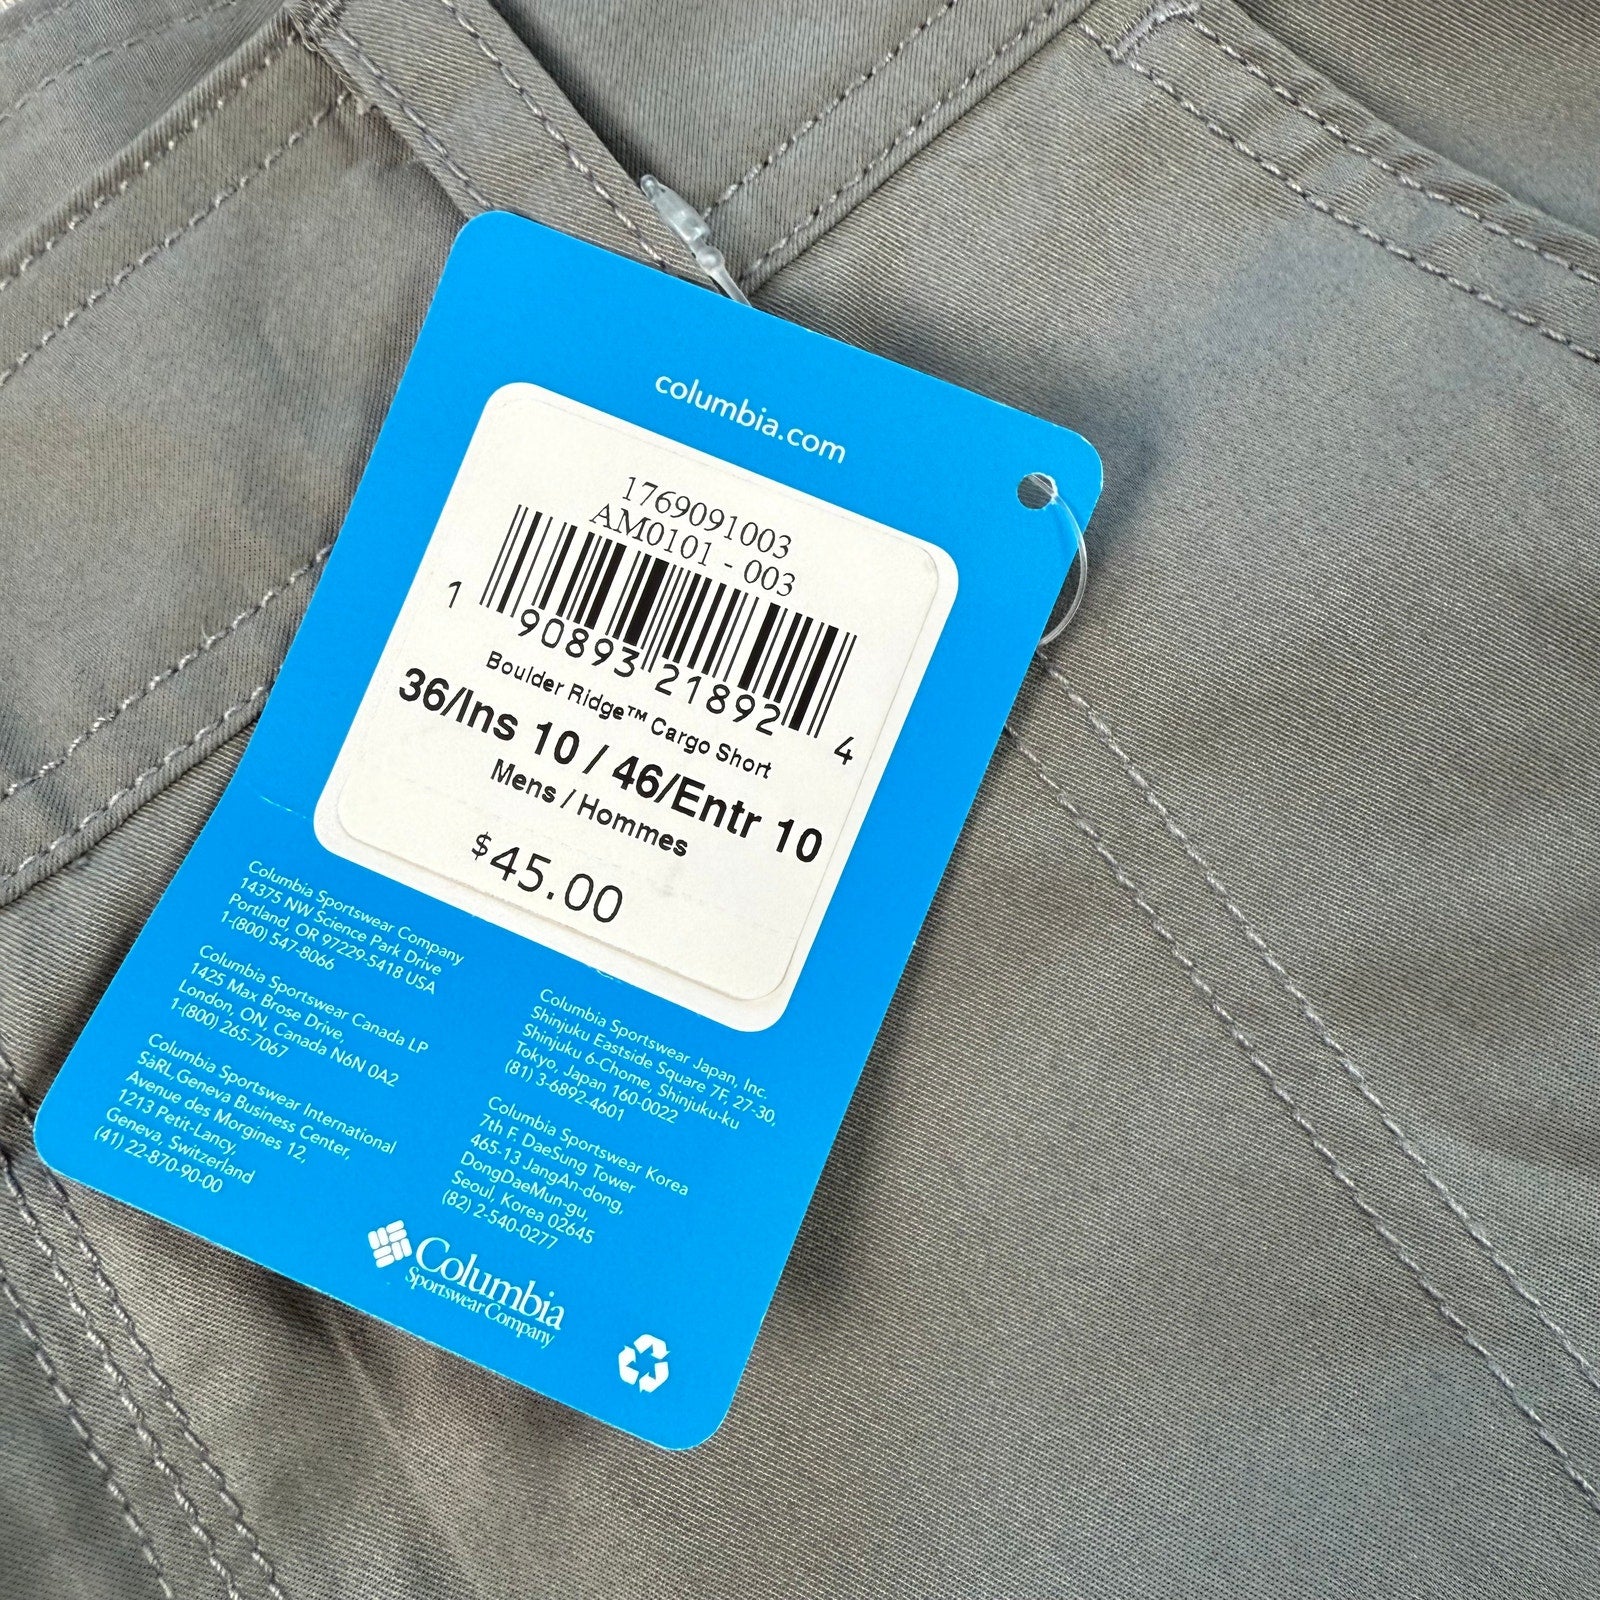 columbia.com
1769091003
AM0101 - 003
1 90893 21892 4
Boulder Ridge™ Cargo Short
36/Ins 10 / 46/Entr 10
Mens / Hommes
$45.00
Columbia Sportswear Company
14375 NW Science Park Drive
Portland, OR 97229-5418 USA
1-(800) 547-8066
Columbia Sportswear Canada LP
1425 Max Brose Drive,
London, ON, Canada N6N 0A2
1-(800) 265-7067
Columbia Sportswear International
SàRL, Geneva Business Center,
Avenue des Morgines 12,
1213 Petit-Lancy,
Geneva, Switzerland
(41) 22-870-90-00
Columbia Sportswear Japan, Inc.
Shinjuku Eastside Square 7F, 27-30,
Shinjuku 6-Chome, Shinjuku-ku
Tokyo, Japan 160-0022
(81) 3-6892-4601
Columbia Sportswear Korea
7th F. DaeSung Tower
465-13 JangAn-dong,
DongDaeMun-gu,
Seoul, Korea 02645
(82) 2-540-0277
Columbia
Sportswear Company